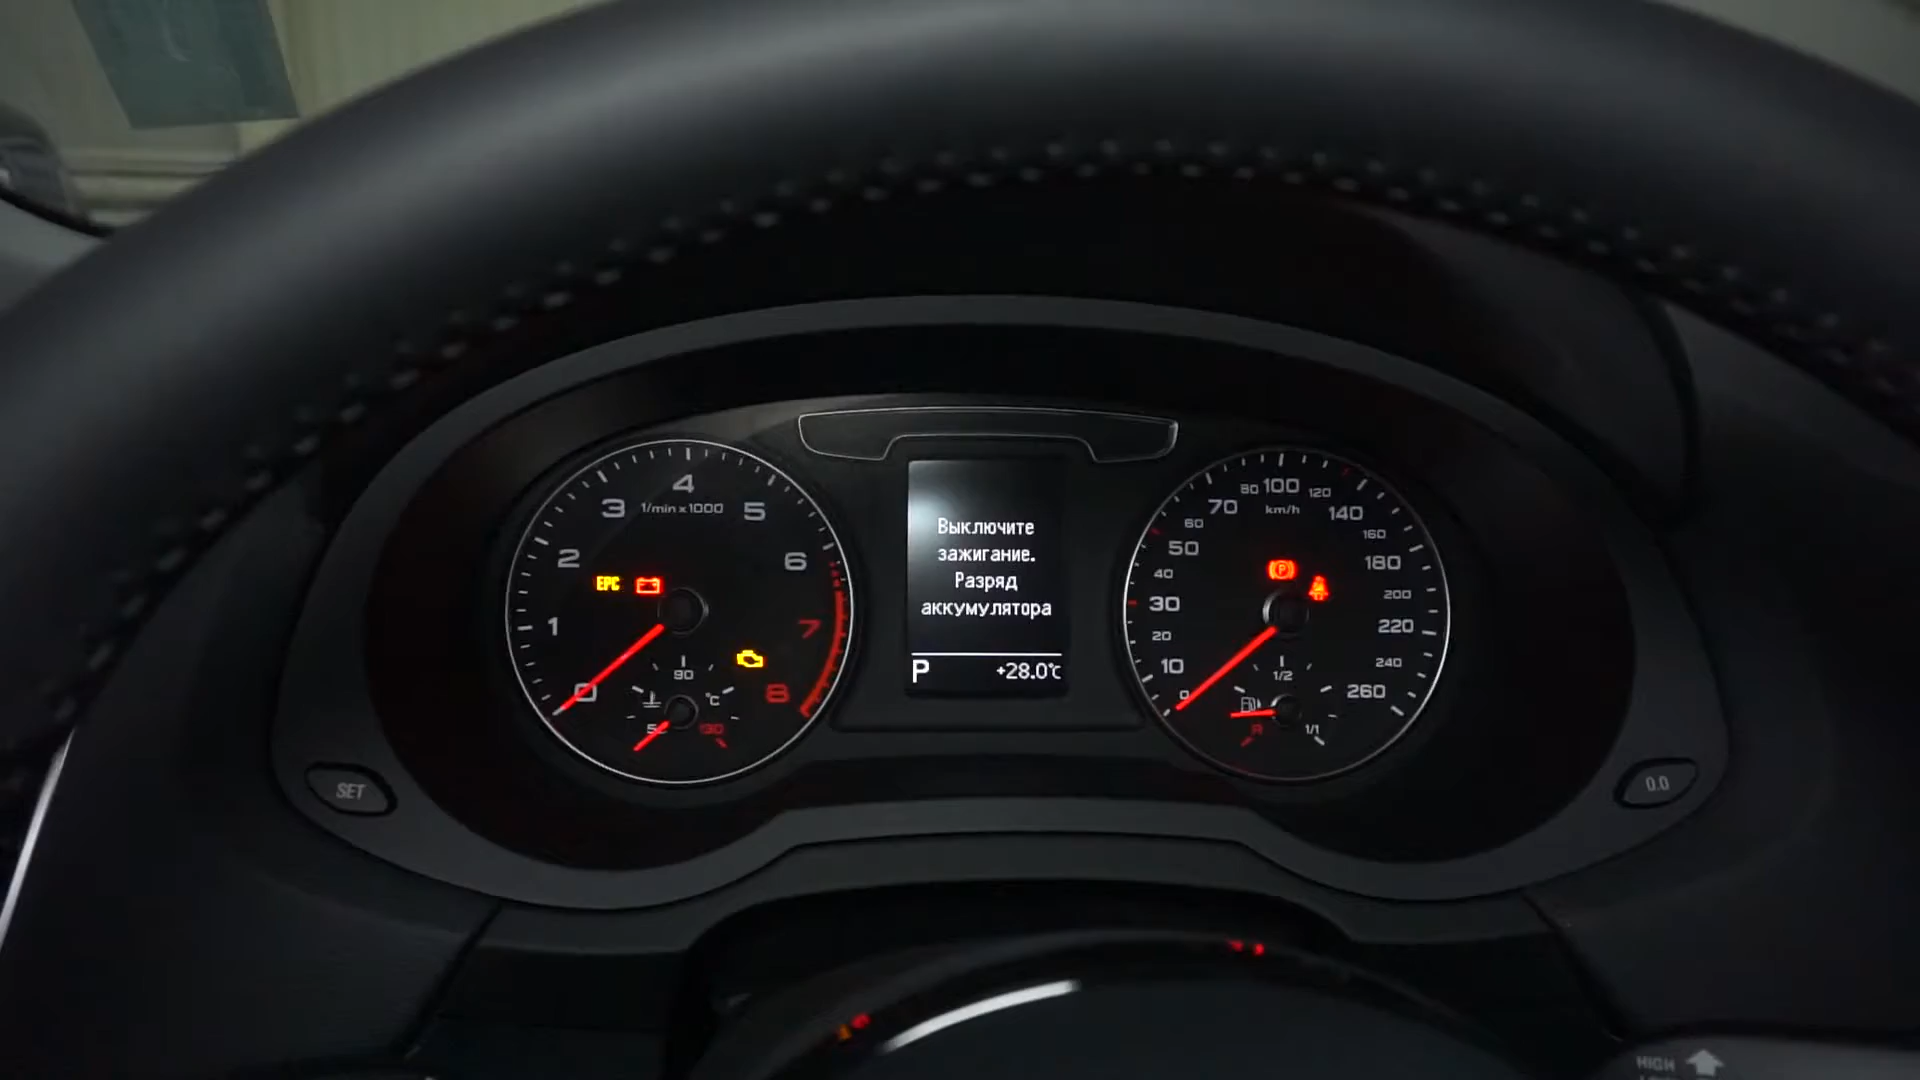 4
3 1/min x 1000 5
2 6
EPC
1 7
90
0 °C 8
50 130
Выключите
зажигание.
Разряд
аккумулятора
P +28.0°C
80 100 120
70 km/h 140
60 160
50 180
40 200
30 220
20 240
10 1/2 260
0
R 1/1
(P)
SET
0.0
HIGH